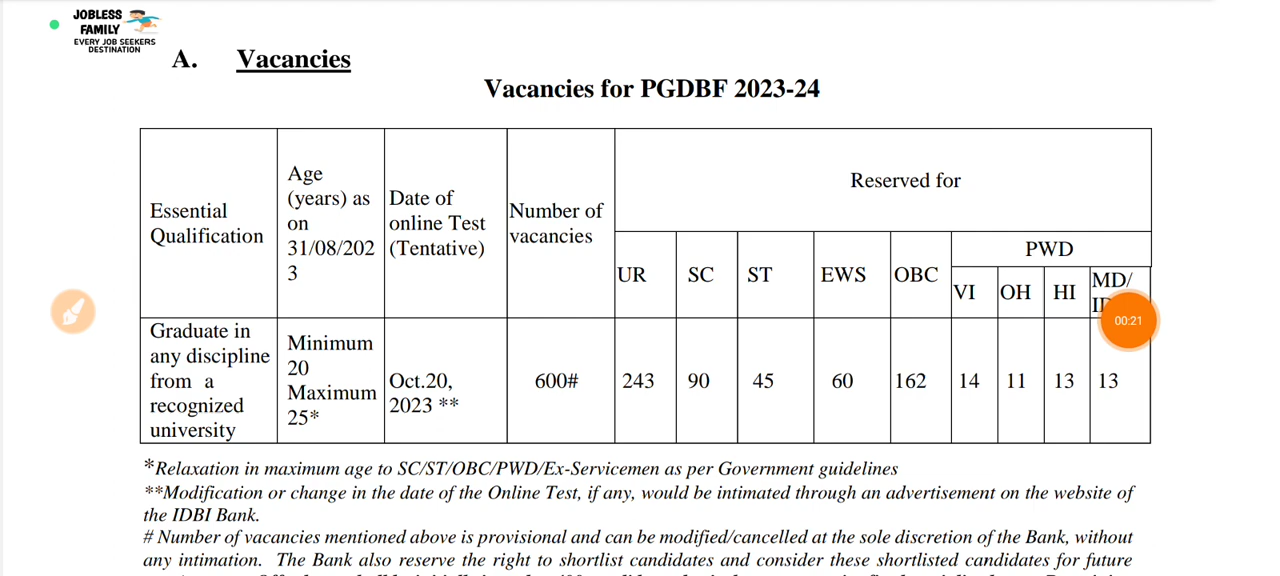 JOBLESS
FAMILY
EVERY JOB SEEKERS
DESTINATION
A. Vacancies
Vacancies for PGDBF 2023-24
Essential
Qualification
Age
(years) as
on
31/08/202
3
Date of
online Test
(Tentative)
Number of
vacancies
Reserved for
UR
SC
ST
EWS
OBC
PWD
VI
OH
HI
MD/
00:21
Graduate in
any discipline
from a
recognized
university
Minimum
20
Maximum
25*
Oct.20,
2023 **
600#
243
90
45
60
162
14
11
13
13
*Relaxation in maximum age to SC/ST/OBC/PWD/Ex-Servicemen as per Government guidelines
**Modification or change in the date of the Online Test, if any, would be intimated through an advertisement on the website of
the IDBI Bank.
# Number of vacancies mentioned above is provisional and can be modified/cancelled at the sole discretion of the Bank, without
any intimation. The Bank also reserve the right to shortlist candidates and consider these shortlisted candidates for future